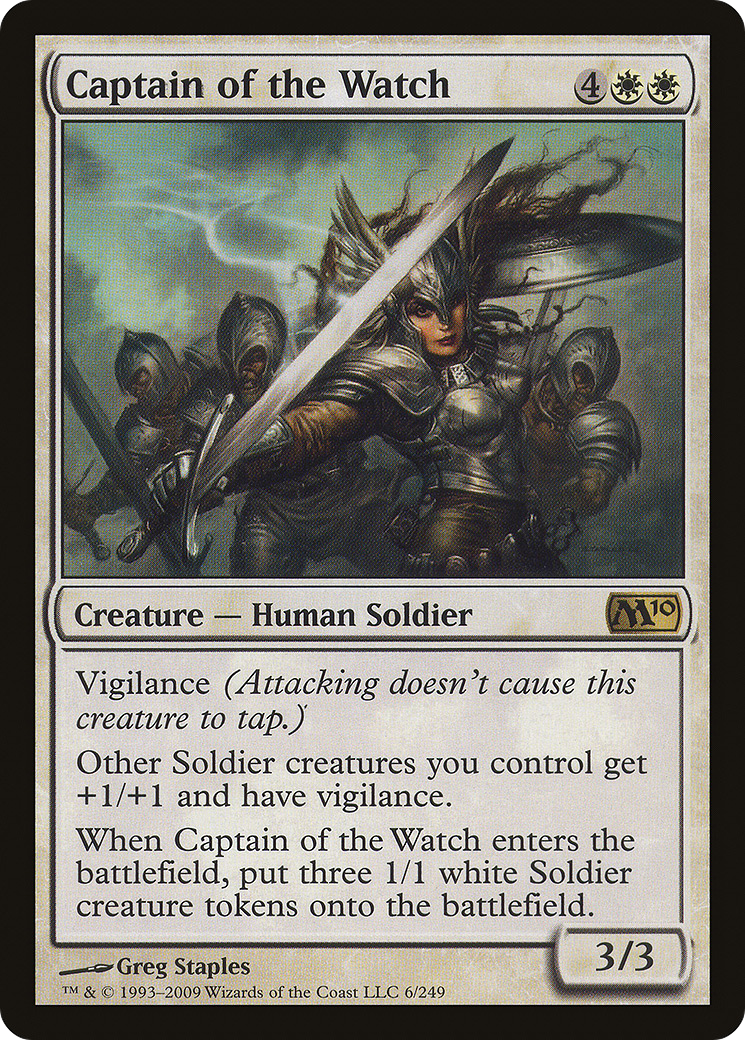 Captain of the Watch 4
Creature — Human Soldier M10
Vigilance (Attacking doesn't cause this
creature to tap.)
Other Soldier creatures you control get
+1/+1 and have vigilance.
When Captain of the Watch enters the
battlefield, put three 1/1 white Soldier
creature tokens onto the battlefield.
3/3
Greg Staples
™ & © 1993–2009 Wizards of the Coast LLC 6/249